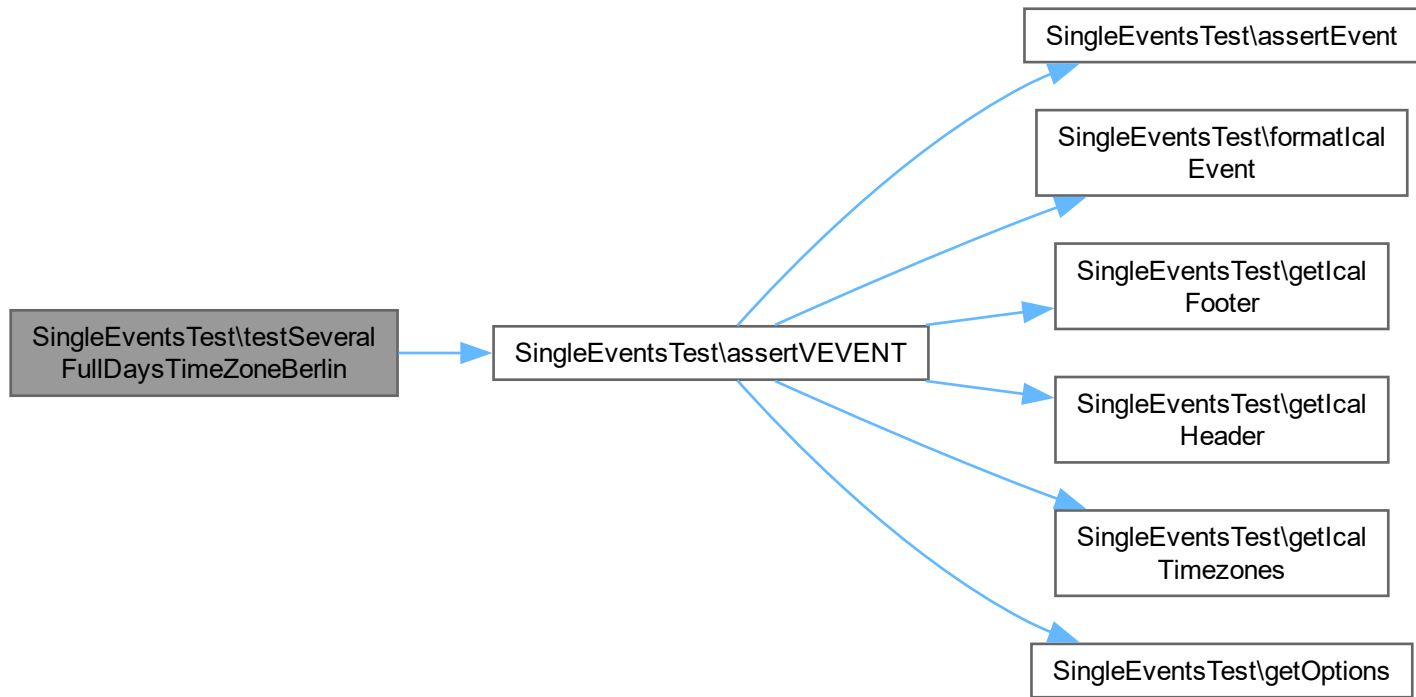 SingleEventsTest\assertEvent
SingleEventsTest\formatIcal
Event
SingleEventsTest\getIcal
Footer
SingleEventsTest\testSeveral
FullDaysTimeZoneBerlin
SingleEventsTest\assertVEVENT
SingleEventsTest\getIcal
Header
SingleEventsTest\getIcal
Timezones
SingleEventsTest\getOptions